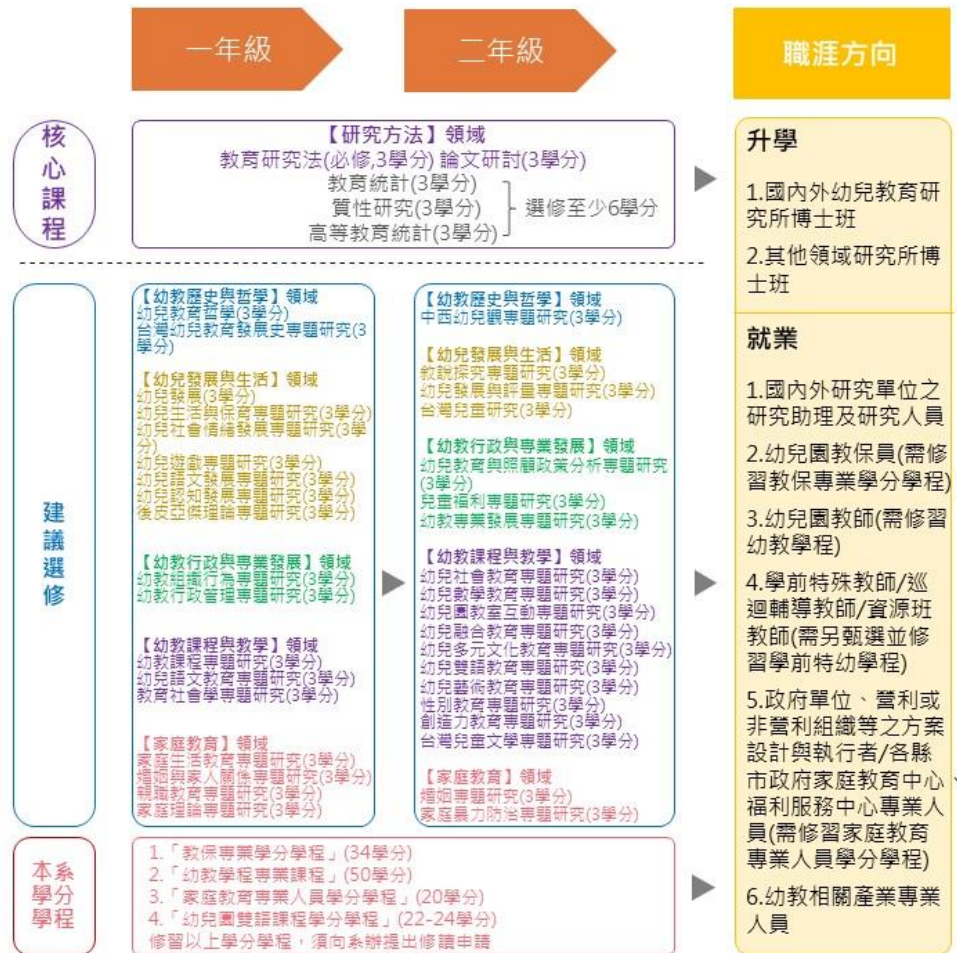 一年級
二年級
職涯方向
核心課程
【研究方法】領域
教育研究法(必修,3學分) 論文研討(3學分)
教育統計(3學分)
質性研究(3學分)
高等教育統計(3學分)
選修至少6學分
建議選修
【幼教歷史與哲學】領域
幼兒教育哲學(3學分)
台灣幼兒教育發展史專題研究(3
學分)
【幼兒發展與生活】領域
幼兒發展(3學分)
幼兒生活與保育專題研究(3學分)
幼兒社會情緒發展專題研究(3學
分)
幼兒遊戲專題研究(3學分)
幼兒語文發展專題研究(3學分)
幼兒認知發展專題研究(3學分)
後皮亞傑理論專題研究(3學分)
【幼教行政與專業發展】領域
幼教組織行為專題研究(3學分)
幼教行政管理專題研究(3學分)
【幼教課程與教學】領域
幼教課程專題研究(3學分)
幼兒語文教育專題研究(3學分)
教育社會學專題研究(3學分)
【家庭教育】領域
家庭生活教育專題研究(3學分)
婚姻與家人關係專題研究(3學分)
親職教育專題研究(3學分)
家庭理論專題研究(3學分)
【幼教歷史與哲學】領域
中西幼兒觀專題研究(3學分)
【幼兒發展與生活】領域
敘說探究專題研究(3學分)
幼兒發展與評量專題研究(3學分)
台灣兒童研究(3學分)
【幼教行政與專業發展】領域
幼兒教育與照顧政策分析專題研究
(3學分)
兒童福利專題研究(3學分)
幼教專業發展專題研究(3學分)
【幼教課程與教學】領域
幼兒社會教育專題研究(3學分)
幼兒數學教育專題研究(3學分)
幼兒園教室互動專題研究(3學分)
幼兒融合教育專題研究(3學分)
幼兒多元文化教育專題研究(3學分)
幼兒雙語教育專題研究(3學分)
幼兒藝術教育專題研究(3學分)
性別教育專題研究(3學分)
創造力教育專題研究(3學分)
台灣兒童文學專題研究(3學分)
【家庭教育】領域
婚姻專題研究(3學分)
家庭暴力防治專題研究(3學分)
本系
學分
學程
1.「教保專業學分學程」(34學分)
2.「幼教學程專業課程」(50學分)
3.「家庭教育專業人員學分學程」(20學分)
4.「幼兒園雙語課程學分學程」(22-24學分)
修習以上學分學程，須向系辦提出修讀申請
升學
1.國內外幼兒教育研
究所博士班
2.其他領域研究所博
士班
就業
1.國內外研究單位之
研究助理及研究人員
2.幼兒園教保員(需修
習教保專業學分學程)
3.幼兒園教師(需修習
幼教學程)
4.學前特殊教師/巡
迴輔導教師/資源班
教師(需另甄選並修
習學前特幼學程)
5.政府單位、營利或
非營利組織等之方案
設計與執行者/各縣
市政府家庭教育中心、
福利服務中心專業人
員(需修習家庭教育
專業人員學分學程)
6.幼教相關產業專業
人員